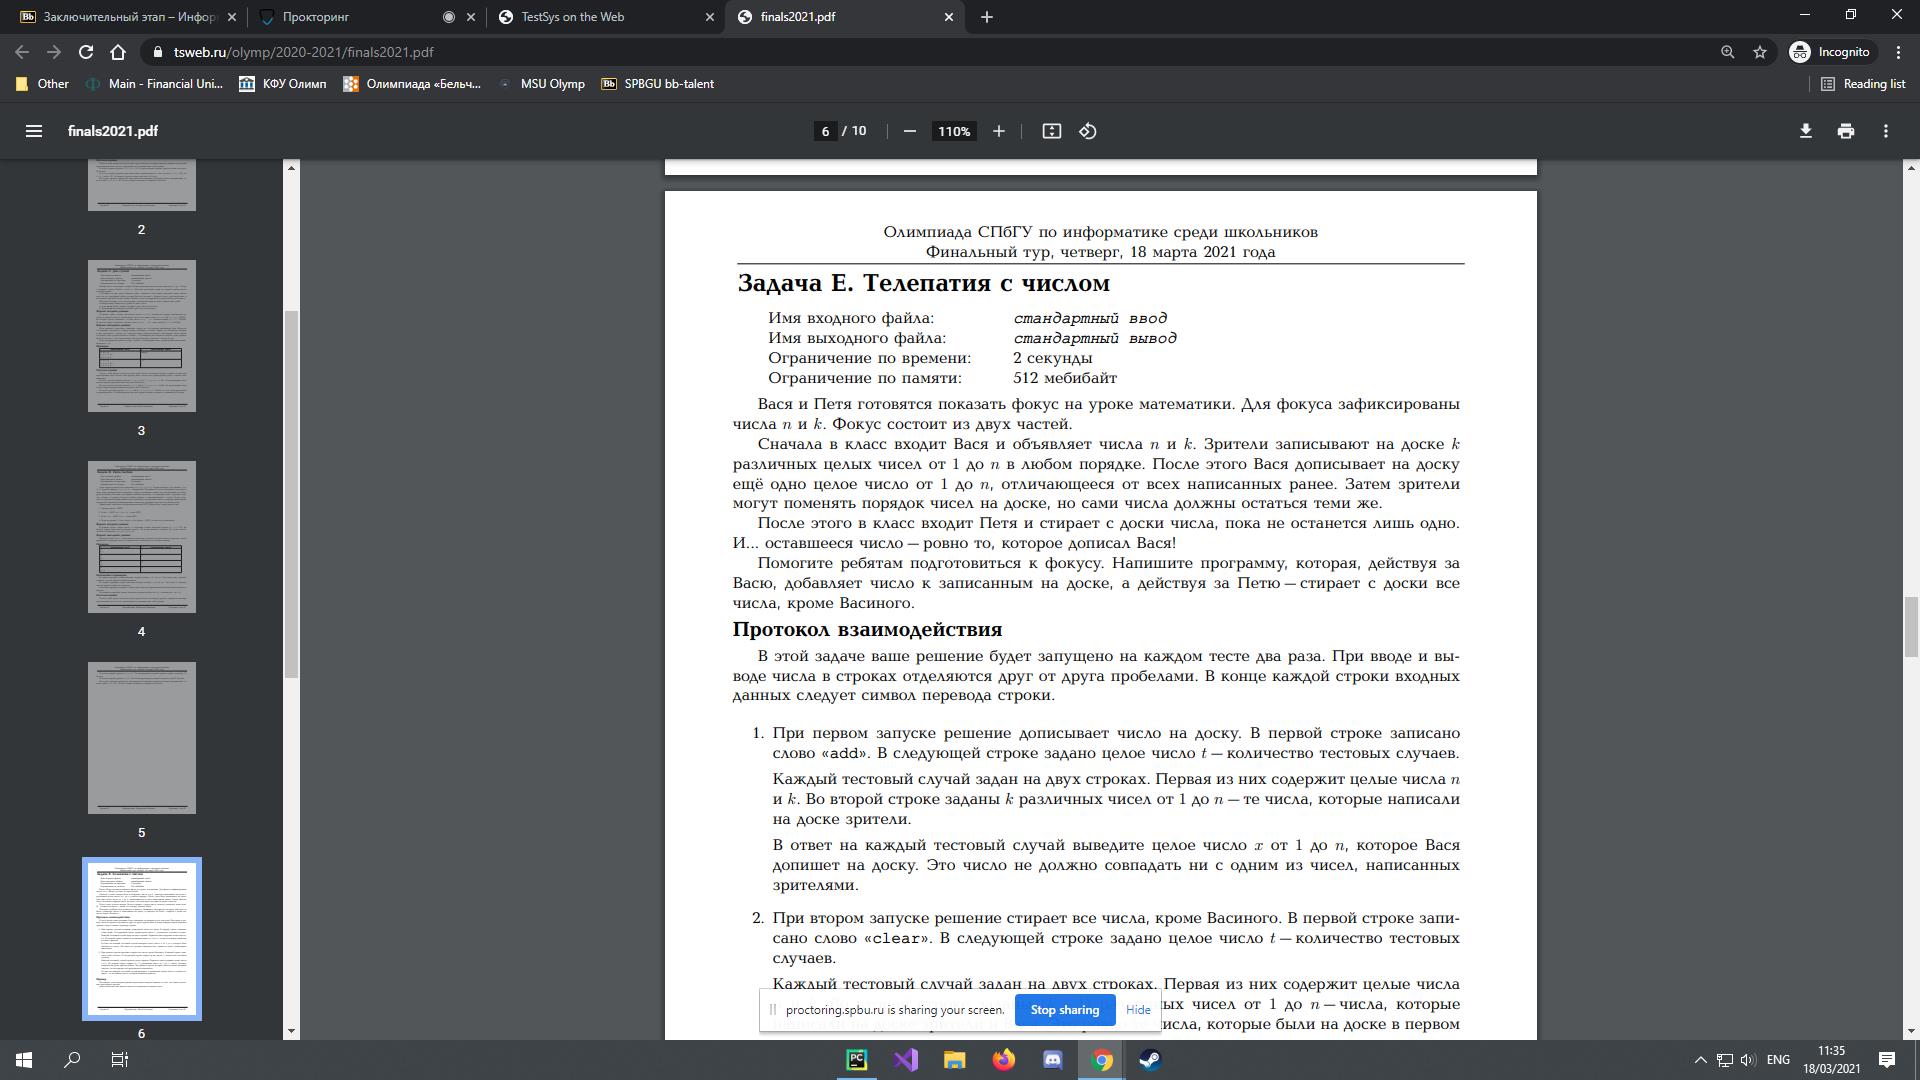 Заключительный этап – Инфор
Прокторинг
TestSys on the Web
finals2021.pdf
tsweb.ru/olymp/2020-2021/finals2021.pdf
Incognito
Other
Main - Financial Uni...
КФУ Олимп
Олимпиада «Бельч...
MSU Olymp
SPBGU bb-talent
Reading list
finals2021.pdf
6 / 10
110%
2
3
4
5
6
Олимпиада СПбГУ по информатике среди школьников
Финальный тур, четверг, 18 марта 2021 года
Задача E. Телепатия с числом
Имя входного файла: стандартный ввод
Имя выходного файла: стандартный вывод
Ограничение по времени: 2 секунды
Ограничение по памяти: 512 мебибайт
Вася и Петя готовятся показать фокус на уроке математики. Для фокуса зафиксированы
числа n и k. Фокус состоит из двух частей.
Сначала в класс входит Вася и объявляет числа n и k. Зрители записывают на доске k
различных целых чисел от 1 до n в любом порядке. После этого Вася дописывает на доску
ещё одно целое число от 1 до n, отличающееся от всех написанных ранее. Затем зрители
могут поменять порядок чисел на доске, но сами числа должны остаться теми же.
После этого в класс входит Петя и стирает с доски числа, пока не останется лишь одно.
И... оставшееся число — ровно то, которое дописал Вася!
Помогите ребятам подготовиться к фокусу. Напишите программу, которая, действуя за
Васю, добавляет число к записанным на доске, а действуя за Петю — стирает с доски все
числа, кроме Васиного.
Протокол взаимодействия
В этой задаче ваше решение будет запущено на каждом тесте два раза. При вводе и вы-
воде числа в строках отделяются друг от друга пробелами. В конце каждой строки входных
данных следует символ перевода строки.
1. При первом запуске решение дописывает число на доску. В первой строке записано
слово «add». В следующей строке задано целое число t — количество тестовых случаев.
Каждый тестовый случай задан на двух строках. Первая из них содержит целые числа n
и k. Во второй строке заданы k различных чисел от 1 до n — те числа, которые написали
на доске зрители.
В ответ на каждый тестовый случай выведите целое число x от 1 до n, которое Вася
допишет на доску. Это число не должно совпадать ни с одним из чисел, написанных
зрителями.
2. При втором запуске решение стирает все числа, кроме Васиного. В первой строке запи-
сано слово «clear». В следующей строке задано целое число t — количество тестовых
случаев.
Каждый тестовый случай задан на двух строках. Первая из них содержит целые числа
ных чисел от 1 до n — числа, которые
исла, которые были на доске в первом
proctoring.spbu.ru is sharing your screen.
Stop sharing
Hide
ENG
11:35
18/03/2021